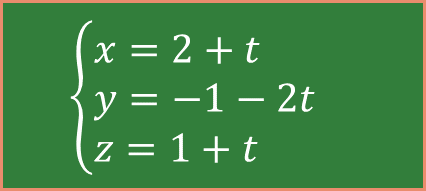 x = 2 + t
y = −1 − 2t
z = 1 + t